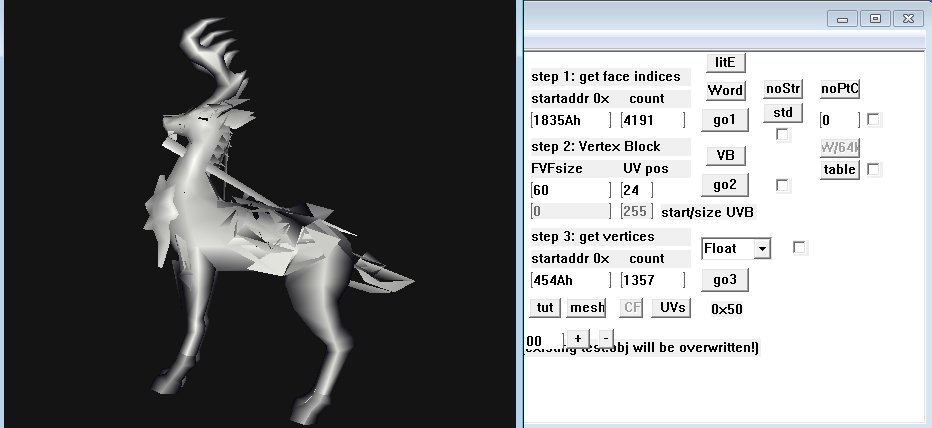 litE
step 1: get face indices
startaddr 0x count Word noStr noPtC
1835Ah 4191 go1 std 0
step 2: Vertex Block VB
FVFsize UV pos table
60 24 go2
0 255 start/size UVB
step 3: get vertices Float
startaddr 0x count
454Ah 1357 go3
tut mesh CF UVs 0x50
00 + -
obj will be overwritten!)